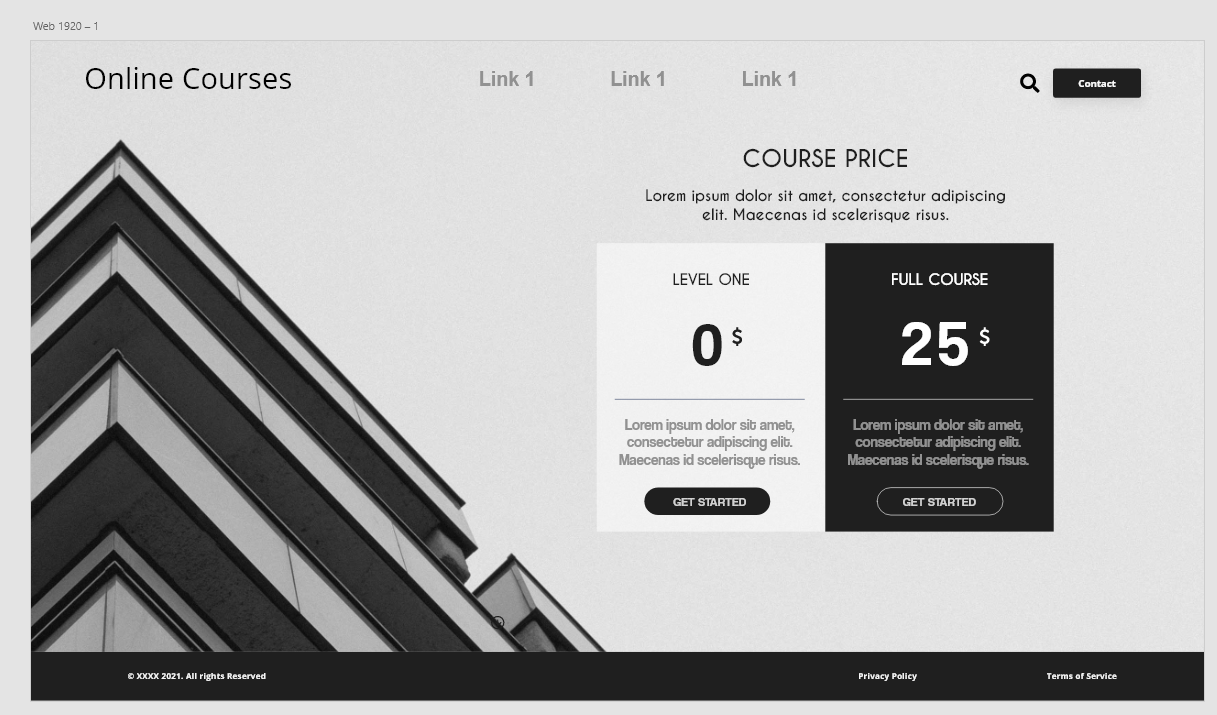 Web 1920 – 1
Online Courses
Link 1
Link 1
Link 1
Contact
COURSE PRICE
Lorem ipsum dolor sit amet, consectetur adipiscing
elit. Maecenas id scelerisque risus.
LEVEL ONE
0 $
Lorem ipsum dolor sit amet,
consectetur adipiscing elit.
Maecenas id scelerisque risus.
GET STARTED
FULL COURSE
25 $
Lorem ipsum dolor sit amet,
consectetur adipiscing elit.
Maecenas id scelerisque risus.
GET STARTED
© XXXX 2021. All rights Reserved
Privacy Policy
Terms of Service